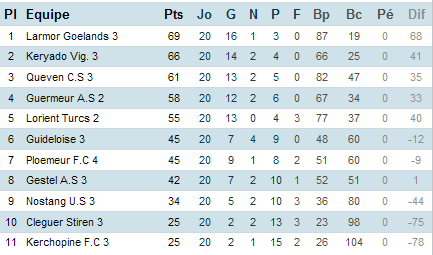 Pl Equipe Pts Jo G N P F Bp Bc Pé Dif
1 Larmor Goelands 3 69 20 16 1 3 0 87 19 0 68
2 Keryado Vig. 3 66 20 14 2 4 0 66 25 0 41
3 Queven C.S 3 61 20 13 2 5 0 82 47 0 35
4 Guermeur A.S 2 58 20 12 2 6 0 67 34 0 33
5 Lorient Turcs 2 55 20 13 0 4 3 77 37 0 40
6 Guideloise 3 45 20 7 4 9 0 48 60 0 -12
7 Ploemeur F.C 4 45 20 9 1 8 2 51 60 0 -9
8 Gestel A.S 3 42 20 7 2 10 1 52 51 0 1
9 Nostang U.S 3 34 20 5 2 10 3 36 80 0 -44
10 Cleguer Stiren 3 25 20 2 2 13 3 23 98 0 -75
11 Kerchopine F.C 3 25 20 2 1 15 2 26 104 0 -78